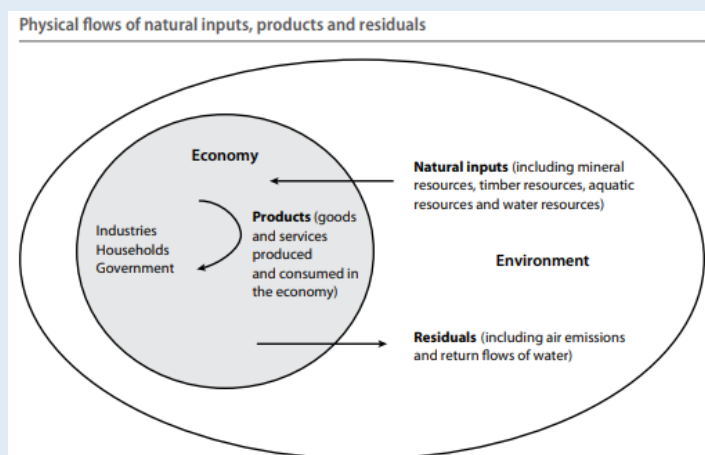 Physical flows of natural inputs, products and residuals
Economy
Industries
Households
Government
Products (goods
and services
produced
and consumed in
the economy)
Natural inputs (including mineral
resources, timber resources, aquatic
resources and water resources)
Environment
Residuals (including air emissions
and return flows of water)